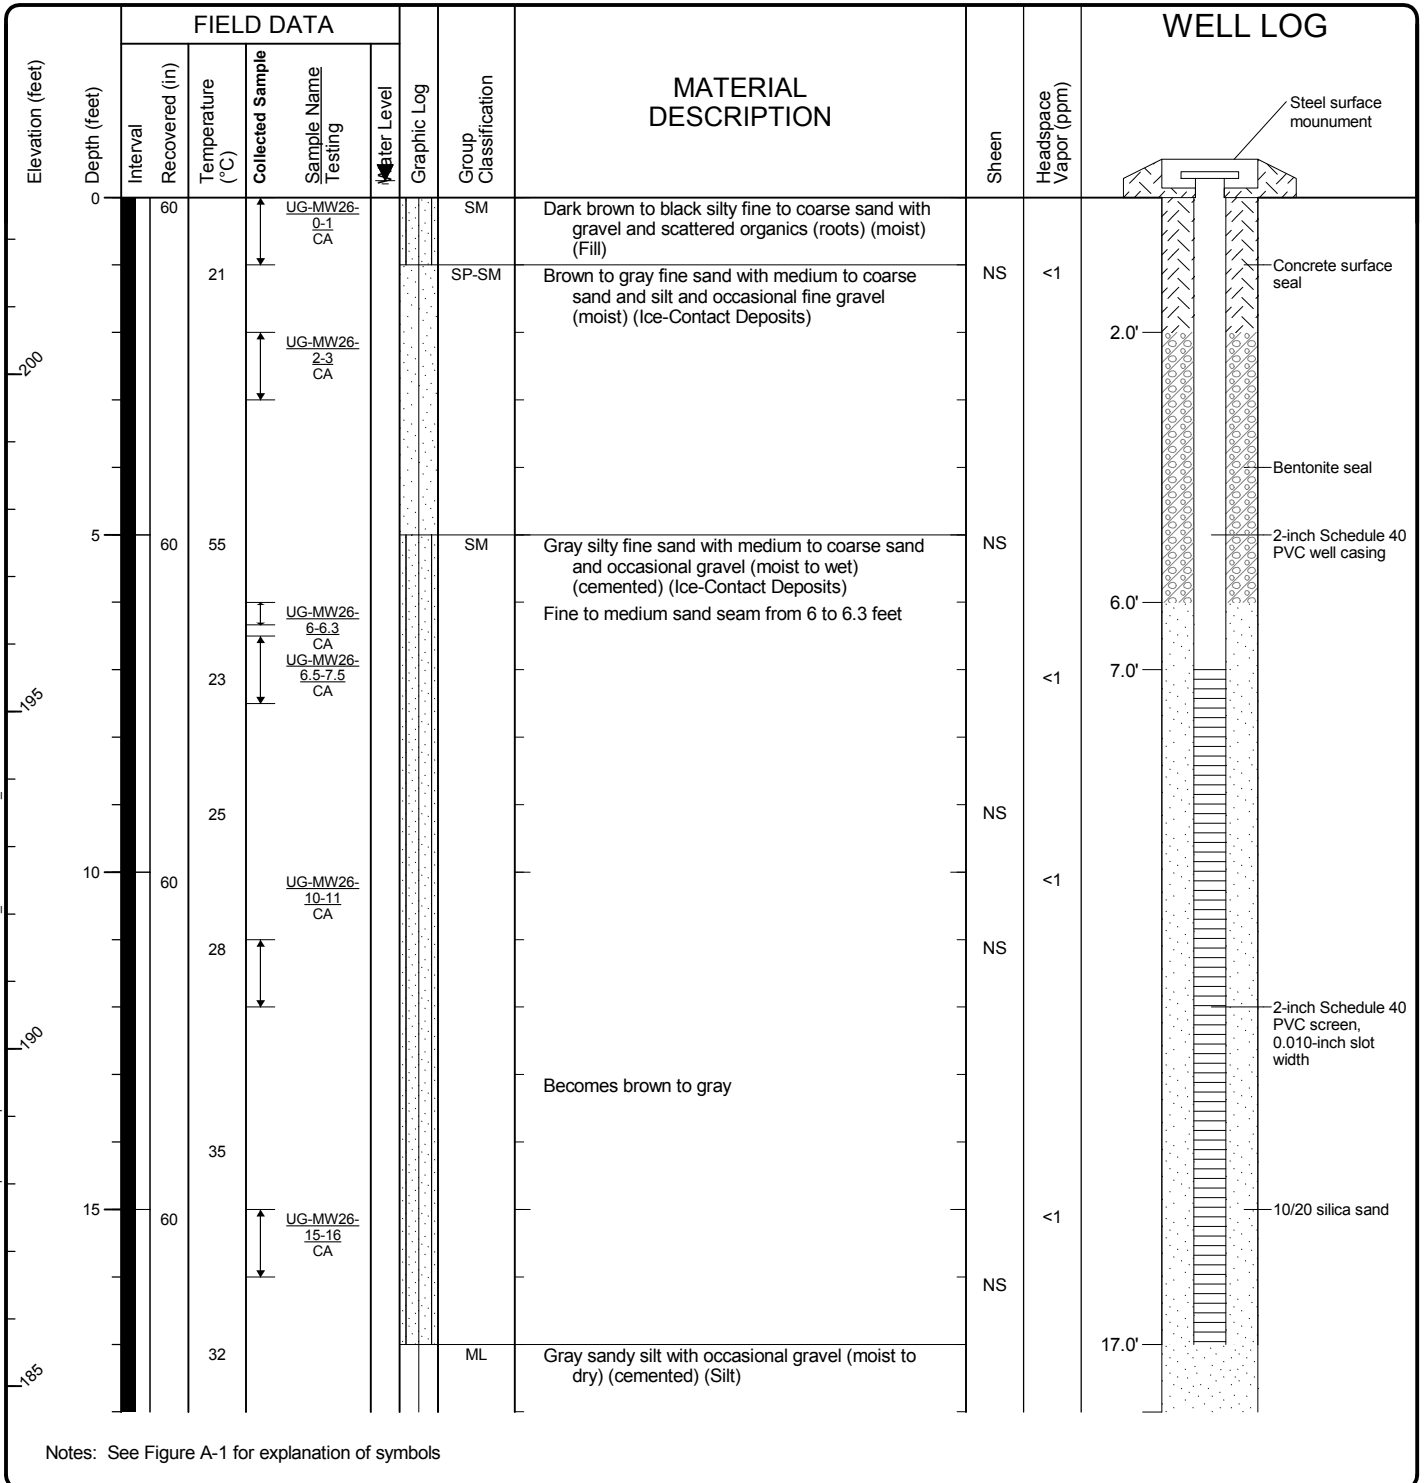 FIELD DATA
WELL LOG
Elevation (feet)
Depth (feet)
Interval
Recovered (in)
Temperature
(°C)
Collected Sample
Sample Name
Testing
Water Level
Graphic Log
Group
Classification
MATERIAL
DESCRIPTION
Sheen
Headspace
Vapor (ppm)
Steel surface
mounument
0
60
UG-MW26-
0-1
CA
SM
Dark brown to black silty fine to coarse sand with
gravel and scattered organics (roots) (moist)
(Fill)
21
SP-SM
Brown to gray fine sand with medium to coarse
sand and silt and occasional fine gravel
(moist) (Ice-Contact Deposits)
NS
<1
Concrete surface
seal
2.0'
200
UG-MW26-
2-3
CA
Bentonite seal
5
60
55
SM
Gray silty fine sand with medium to coarse sand
and occasional gravel (moist to wet)
(cemented) (Ice-Contact Deposits)
NS
2-inch Schedule 40
PVC well casing
6.0'
UG-MW26-
6-6.3
CA
Fine to medium sand seam from 6 to 6.3 feet
UG-MW26-
6.5-7.5
CA
23
<1
7.0'
195
25
NS
10
60
UG-MW26-
10-11
CA
<1
28
NS
190
2-inch Schedule 40
PVC screen,
0.010-inch slot
width
Becomes brown to gray
35
15
60
UG-MW26-
15-16
CA
<1
10/20 silica sand
NS
17.0'
32
ML
Gray sandy silt with occasional gravel (moist to
dry) (cemented) (Silt)
185
Notes: See Figure A-1 for explanation of symbols